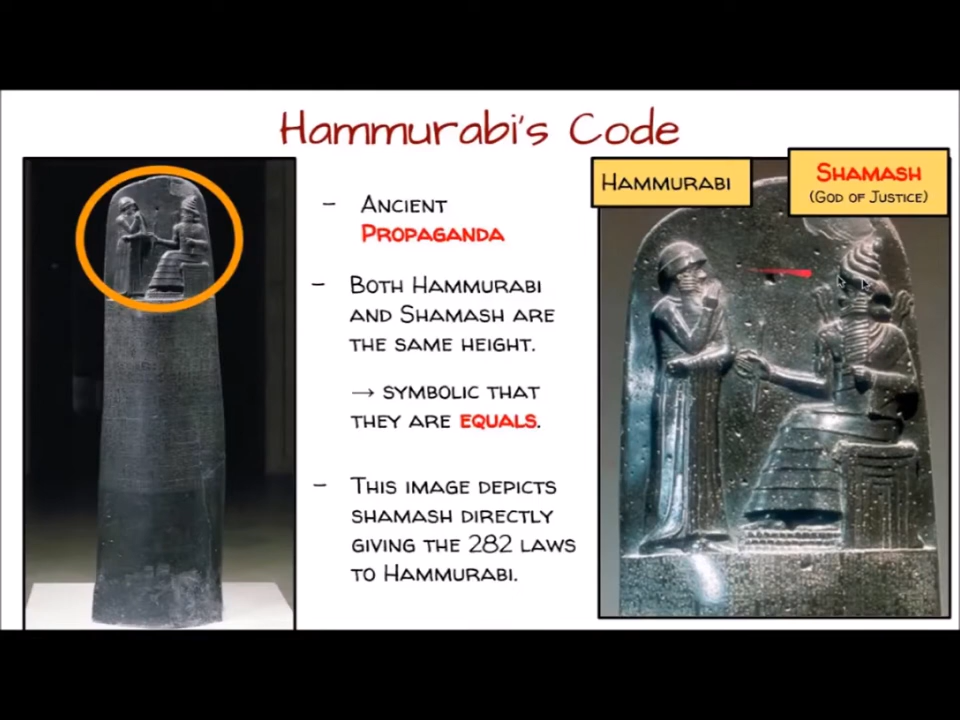 Hammurabi's Code
- Ancient
Propaganda
- Both Hammurabi
and Shamash are
the same height.
→ symbolic that
they are equals.
- This image depicts
shamash directly
giving the 282 laws
to Hammurabi.
Hammurabi
Shamash
(God of Justice)